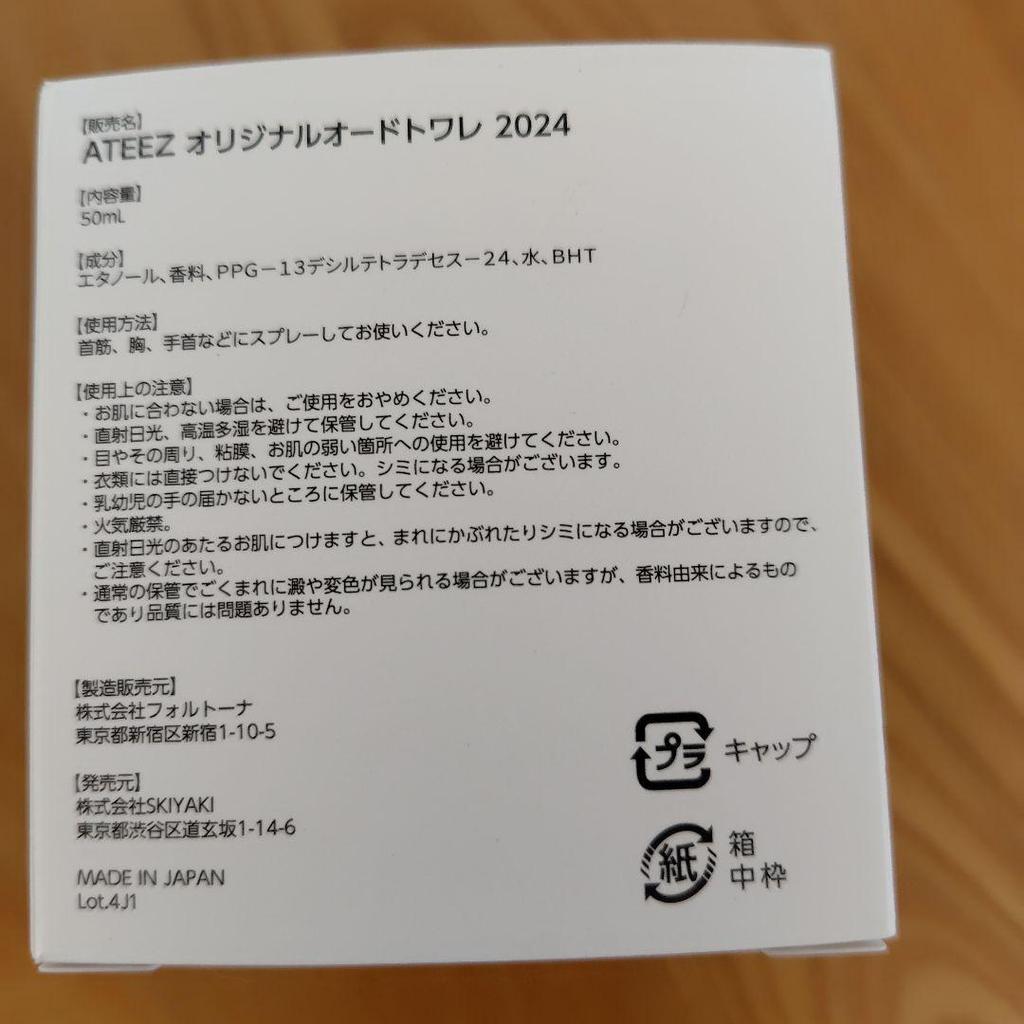 【販売名】
ATEEZ オリジナルオードトワレ 2024
【内容量】
50mL
【成分】
エタノール、香料、PPG－13デシルテトラデセス－24、水、BHT
【使用方法】
首筋、胸、手首などにスプレーしてお使いください。
【使用上の注意】
・お肌に合わない場合は、ご使用をおやめください。
・直射日光、高温多湿を避けて保管してください。
・目やその周り、粘膜、お肌の弱い箇所への使用を避けてください。
・衣類には直接つけないでください。シミになる場合がございます。
・乳幼児の手の届かないところに保管してください。
・火気厳禁。
・直射日光のあたるお肌につけますと、まれにかぶれたりシミになる場合がございますので、
ご注意ください。
・通常の保管でごくまれに澱や変色が見られる場合がございますが、香料由来によるもの
であり品質には問題ありません。
【製造販売元】
株式会社フォルトーナ
東京都新宿区新宿1-10-5
【発売元】
株式会社SKIYAKI
東京都渋谷区道玄坂1-14-6
MADE IN JAPAN
Lot.4J1
プラ キャップ
紙 箱
中枠